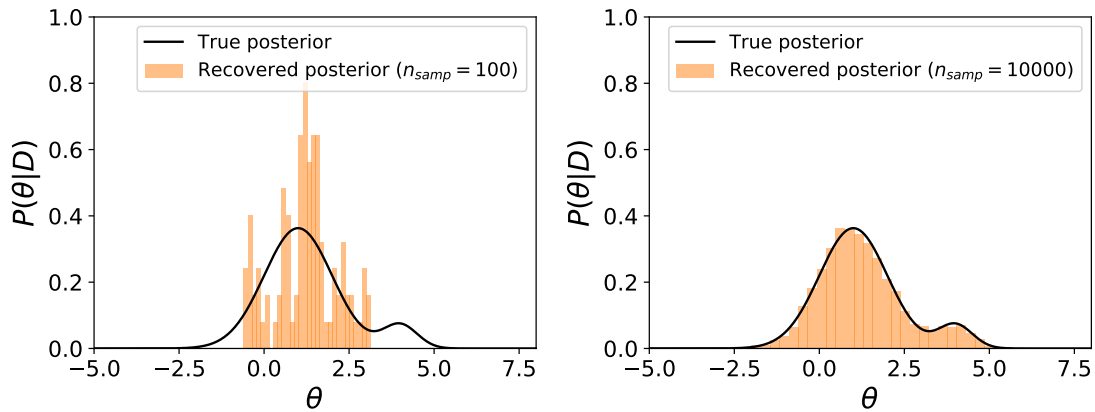 True posterior
Recovered posterior (n_samp = 100)
P(θ|D)
1.0
0.8
0.6
0.4
0.2
0.0
−5.0 −2.5 0.0 2.5 5.0 7.5
θ
True posterior
Recovered posterior (n_samp = 10000)
P(θ|D)
1.0
0.8
0.6
0.4
0.2
0.0
−5.0 −2.5 0.0 2.5 5.0 7.5
θ